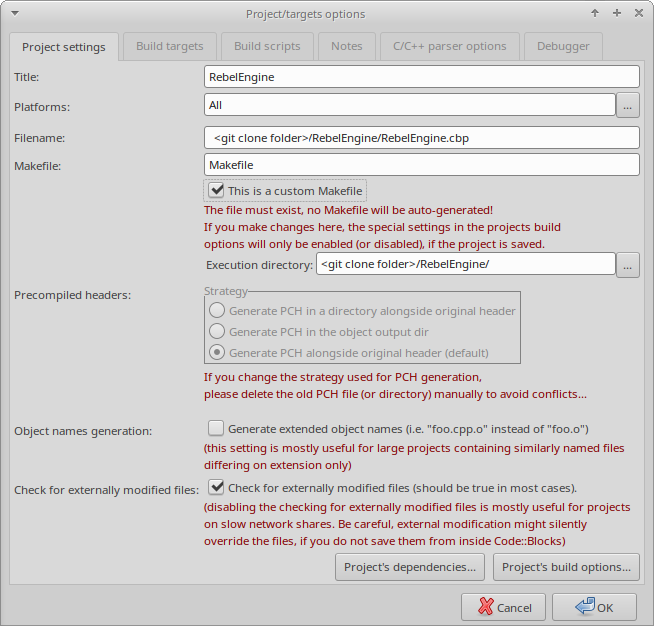 Project/targets options
Project settings
Build targets
Build scripts
Notes
C/C++ parser options
Debugger
Title:
RebelEngine
Platforms:
All
...
Filename:
<git clone folder>/RebelEngine/RebelEngine.cbp
Makefile:
Makefile
This is a custom Makefile
The file must exist, no Makefile will be auto-generated!
If you make changes here, the special settings in the projects build
options will only be enabled (or disabled), if the project is saved.
Execution directory:
<git clone folder>/RebelEngine/
...
Precompiled headers:
Strategy
Generate PCH in a directory alongside original header
Generate PCH in the object output dir
Generate PCH alongside original header (default)
If you change the strategy used for PCH generation,
please delete the old PCH file (or directory) manually to avoid conflicts...
Object names generation:
Generate extended object names (i.e. "foo.cpp.o" instead of "foo.o")
(this setting is mostly useful for large projects containing similarly named files
differing on extension only)
Check for externally modified files:
Check for externally modified files (should be true in most cases).
(disabling the checking for externally modified files is mostly useful for projects
on slow network shares. Be careful, external modification might silently
override the files, if you do not save them from inside Code::Blocks)
Project's dependencies...
Project's build options...
Cancel
OK